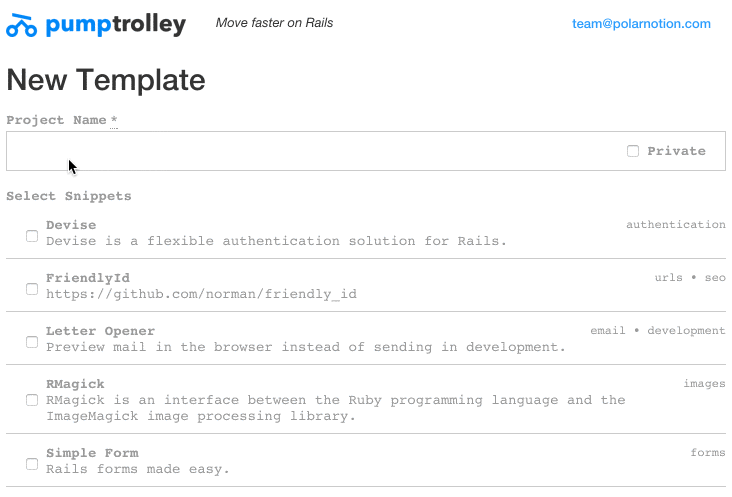 pumptrolley Move faster on Rails team@polarnotion.com
New Template
Project Name *
Private
Select Snippets
Devise authentication
Devise is a flexible authentication solution for Rails.
FriendlyId urls • seo
https://github.com/norman/friendly_id
Letter Opener email • development
Preview mail in the browser instead of sending in development.
RMagick images
RMagick is an interface between the Ruby programming language and the
ImageMagick image processing library.
Simple Form forms
Rails forms made easy.